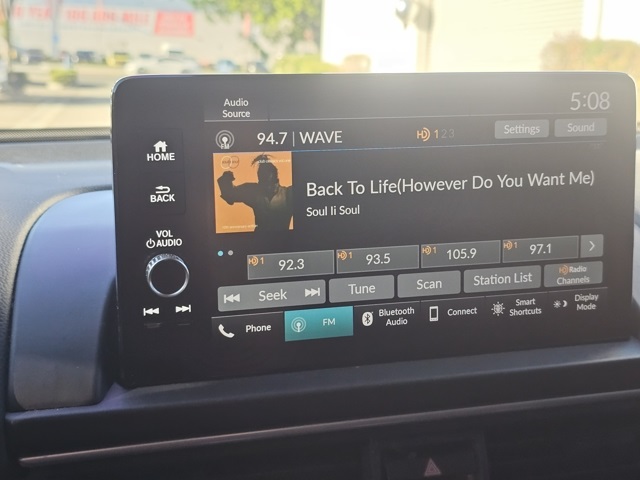 Audio
Source
5:08
FM
94.7 | WAVE
HD 1 2 3
Settings
Sound
HOME
BACK
VOL
AUDIO
Back To Life(However Do You Want Me)
Soul Ii Soul
HD 1 92.3
HD 1 93.5
HD 1 105.9
HD 1 97.1
Seek
Tune
Scan
Station List
HD Radio
Channels
Phone
FM
Bluetooth
Audio
Connect
Smart
Shortcuts
Display
Mode